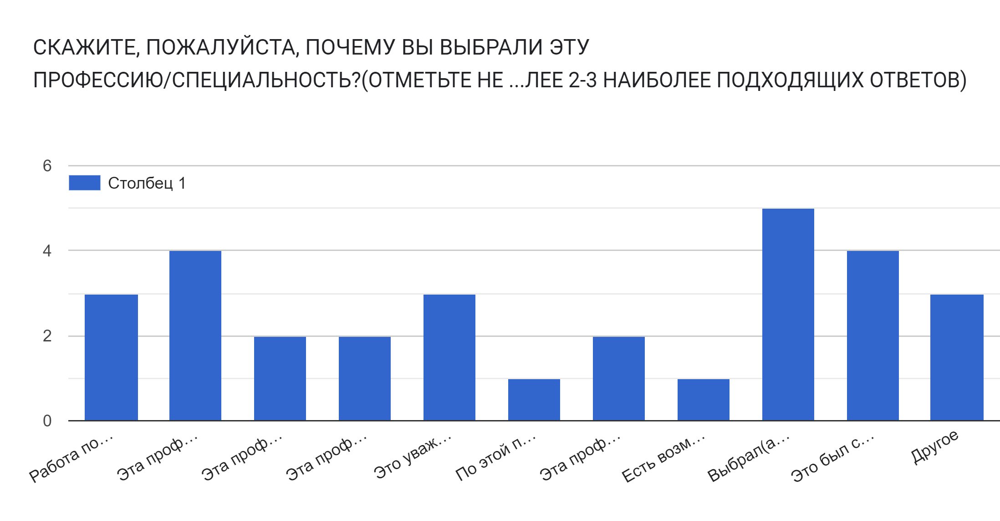 СКАЖИТЕ, ПОЖАЛУЙСТА, ПОЧЕМУ ВЫ ВЫБРАЛИ ЭТУ
ПРОФЕССИЮ/СПЕЦИАЛЬНОСТЬ?(ОТМЕТЬТЕ НЕ ...ЛЕЕ 2-3 НАИБОЛЕЕ ПОДХОДЯЩИХ ОТВЕТОВ)
6
Столбец 1
4
2
0
Работа по...
Эта проф...
Эта проф...
Эта проф...
Это уваж...
По этой п...
Эта проф...
Есть возм...
Выбрал(а...
Это был с...
Другое